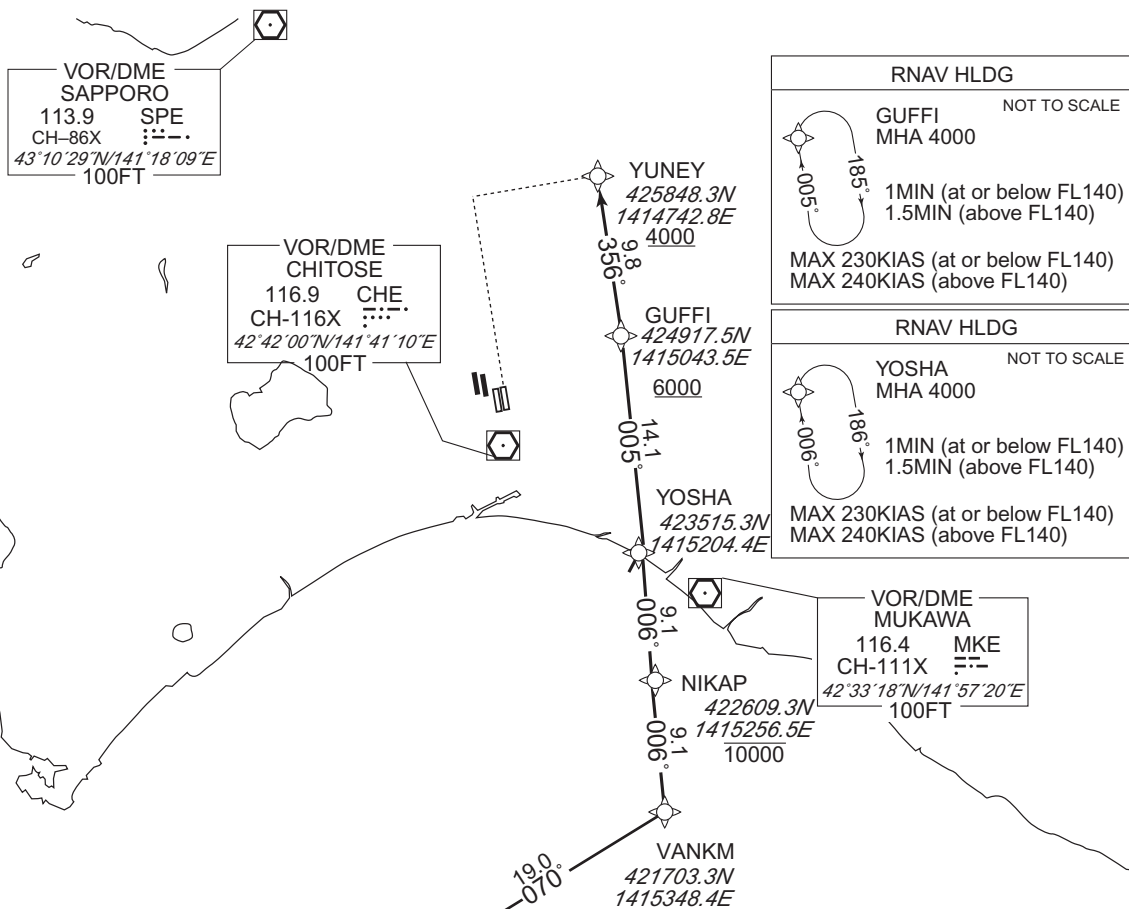 VOR/DME
SAPPORO
113.9 SPE
CH–86X
43°10´29˝N/141°18´09˝E
100FT
VOR/DME
CHITOSE
116.9 CHE
CH-116X
42°42´00˝N/141°41´10˝E
100FT
YUNEY
425848.3N
1414742.8E
4000
9.8
356°
GUFFI
424917.5N
1415043.5E
6000
14.1
005°
YOSHA
423515.3N
1415204.4E
9.1
006°
NIKAP
422609.3N
1415256.5E
10000
9.1
006°
VANKM
421703.3N
1415348.4E
19.0
070°
RNAV HLDG
NOT TO SCALE
GUFFI
MHA 4000
185°
005°
1MIN (at or below FL140)
1.5MIN (above FL140)
MAX 230KIAS (at or below FL140)
MAX 240KIAS (above FL140)
RNAV HLDG
NOT TO SCALE
YOSHA
MHA 4000
186°
006°
1MIN (at or below FL140)
1.5MIN (above FL140)
MAX 230KIAS (at or below FL140)
MAX 240KIAS (above FL140)
VOR/DME
MUKAWA
116.4 MKE
CH-111X
42°33´18˝N/141°57´20˝E
100FT